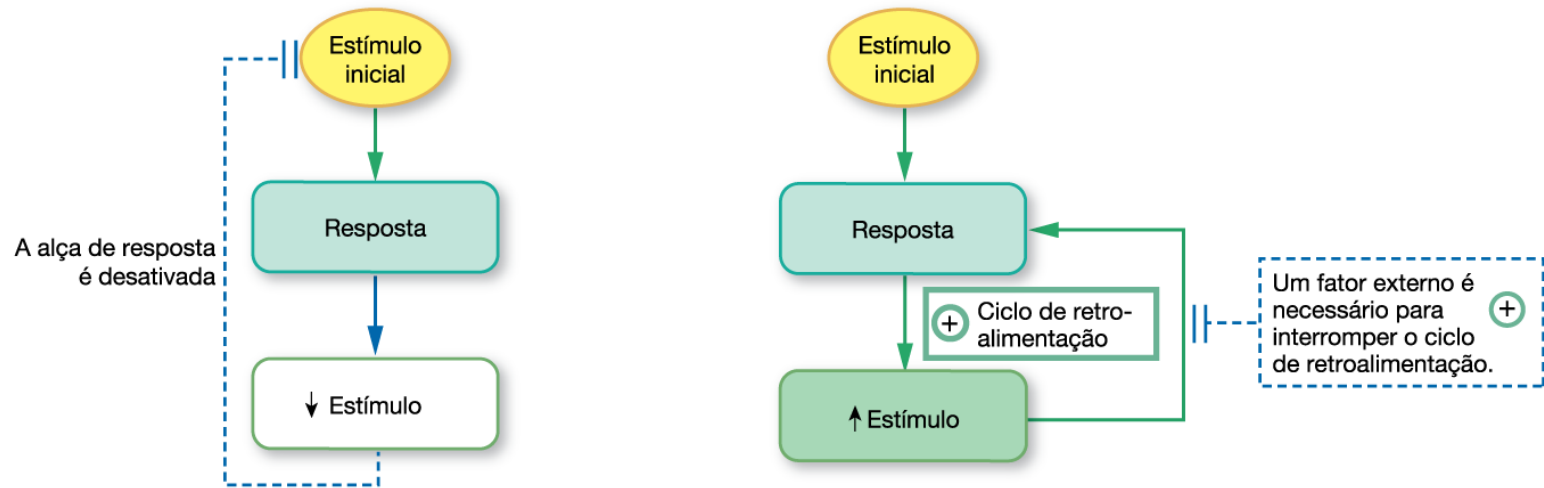 Estímulo
inicial
Resposta
A alça de resposta
é desativada
↓ Estímulo
Estímulo
inicial
Resposta
+ Ciclo de retro-
alimentação
↑ Estímulo
Um fator externo é
necessário para +
interromper o ciclo
de retroalimentação.